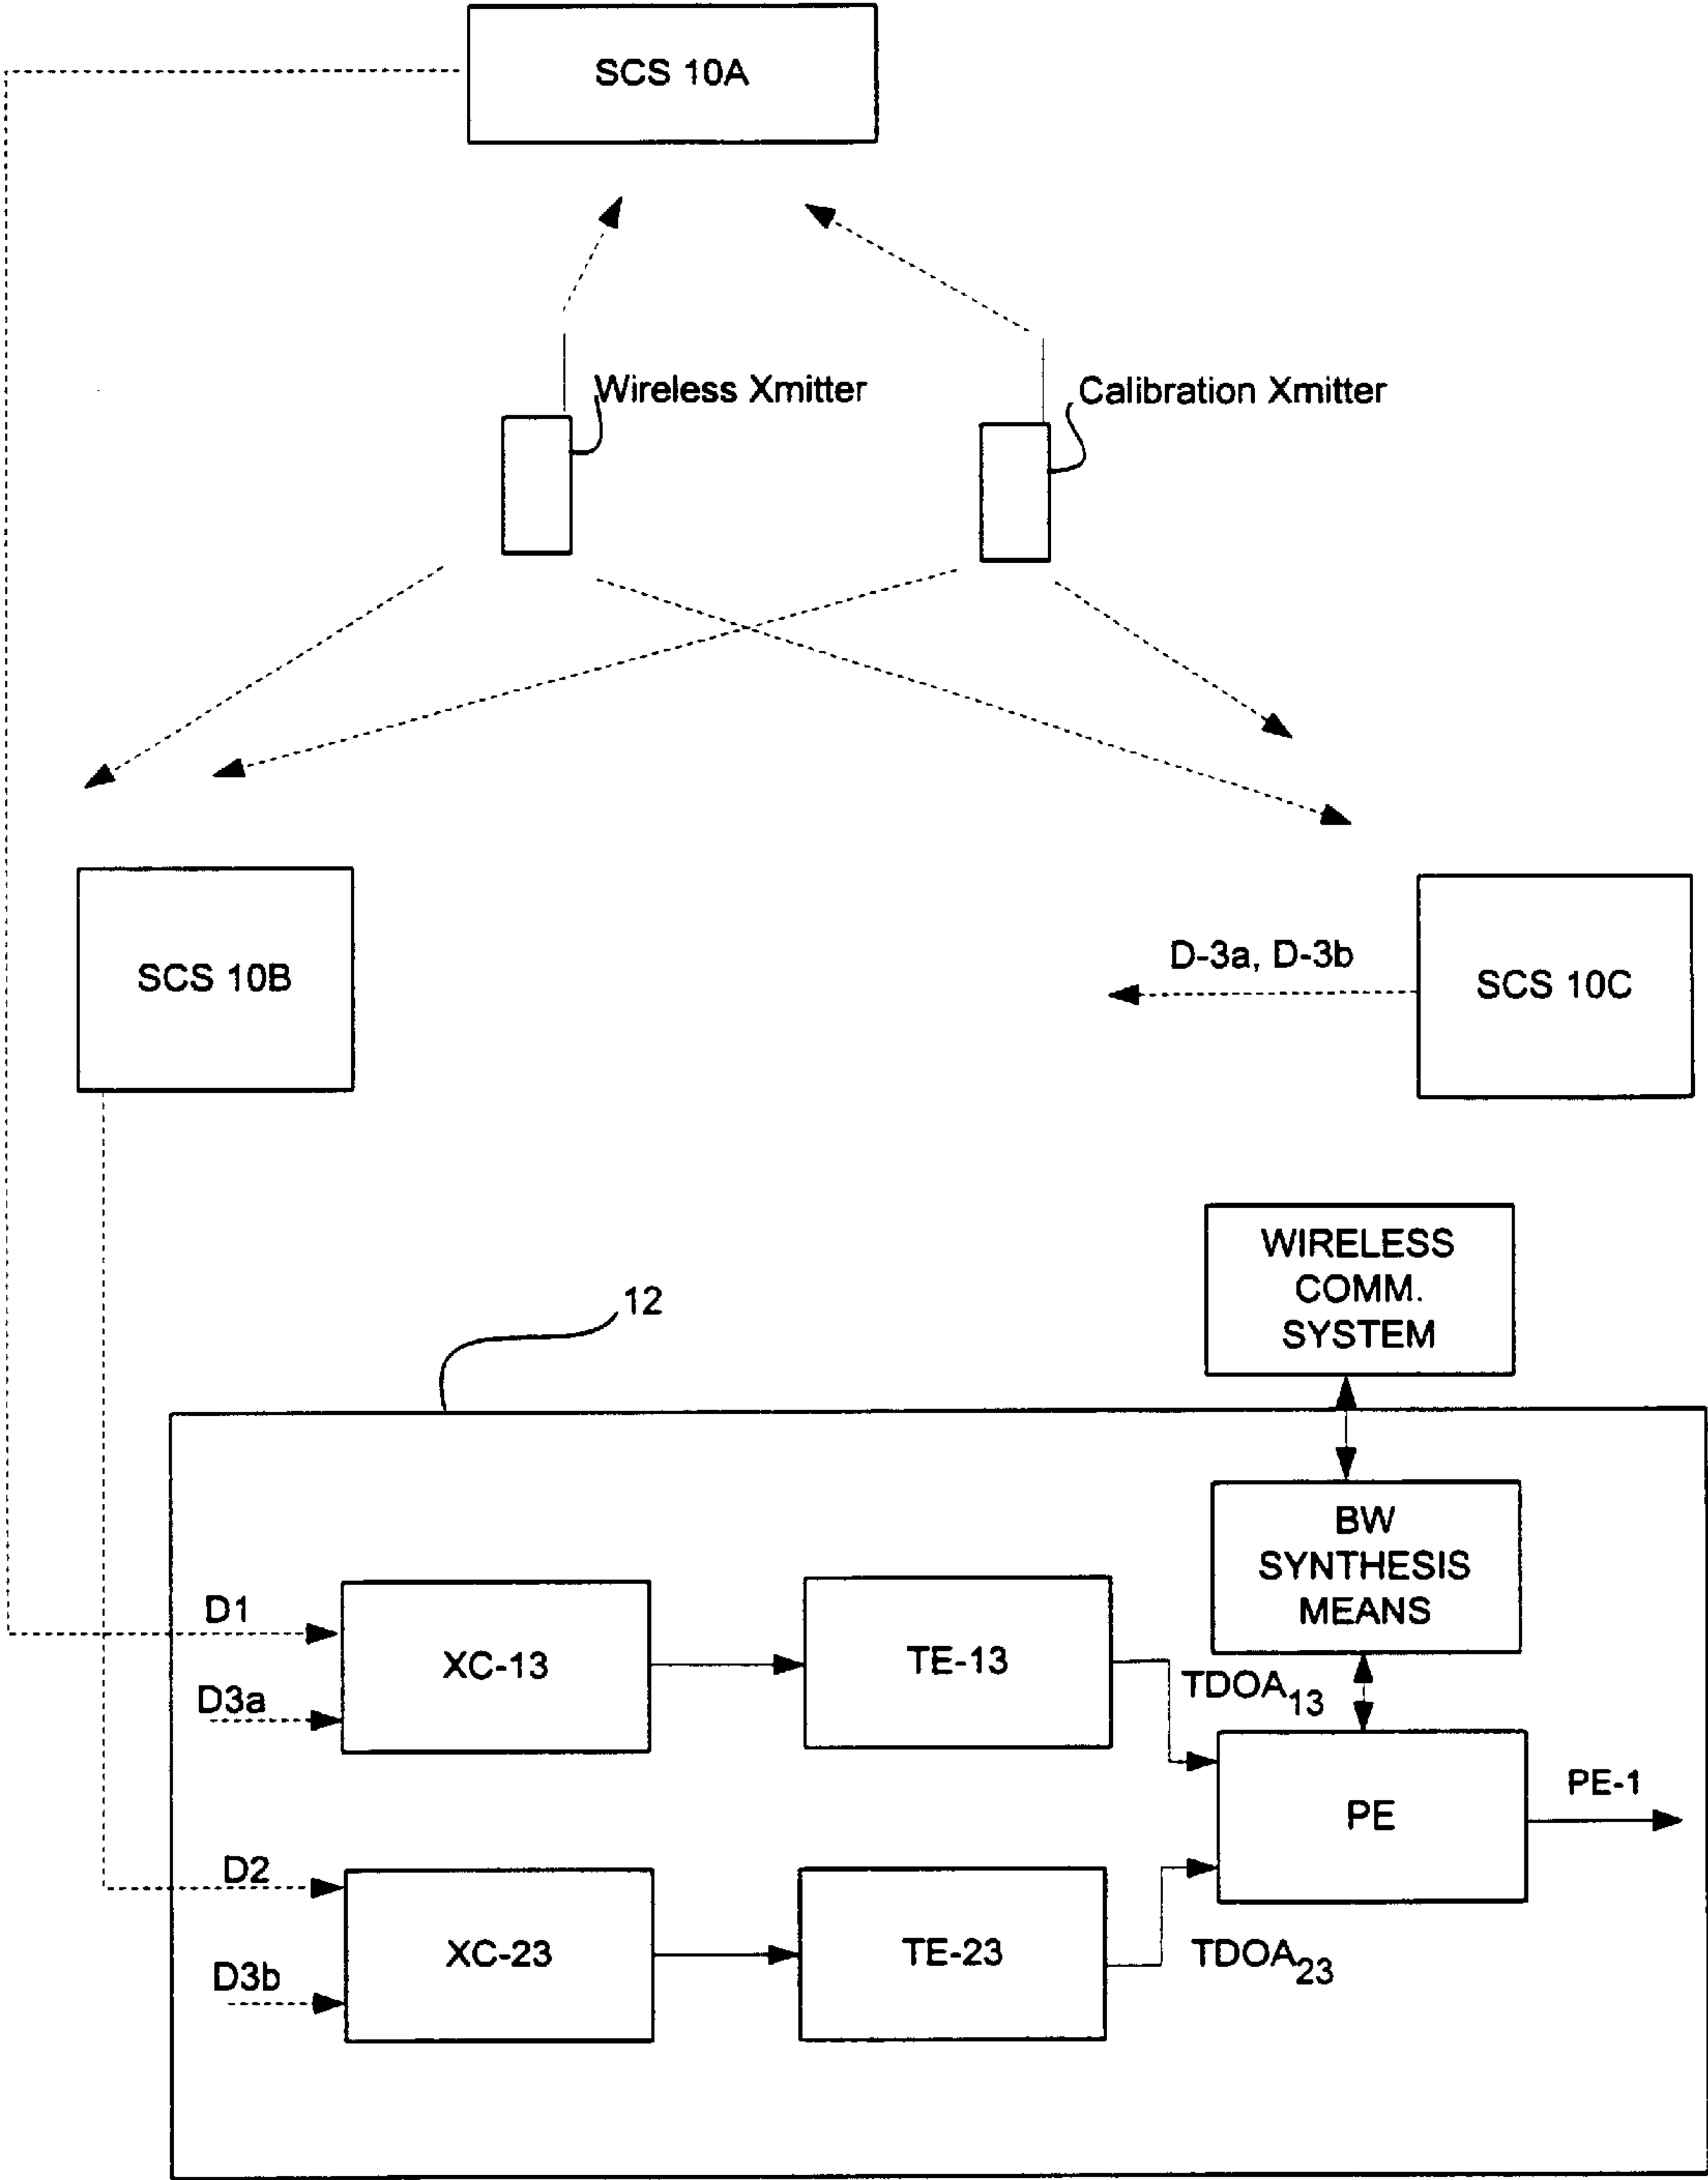 SCS 10A
Wireless Xmitter
Calibration Xmitter
SCS 10B
D-3a, D-3b
SCS 10C
WIRELESS
COMM.
SYSTEM
12
BW
SYNTHESIS
MEANS
D1
XC-13
TE-13
TDOA13
D3a
PE-1
PE
D2
XC-23
TE-23
TDOA23
D3b